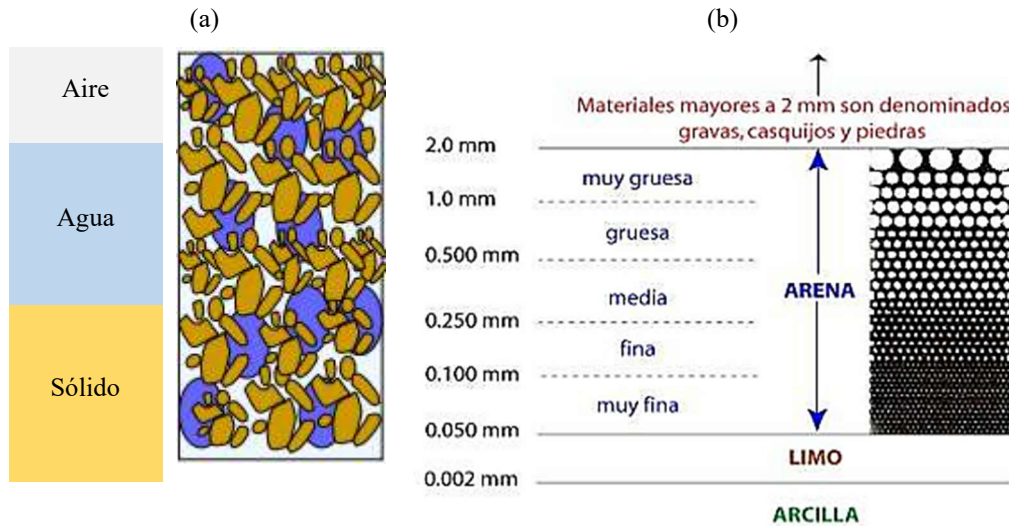 (a)
(b)
Aire
Agua
Sólido
Materiales mayores a 2 mm son denominados
gravas, casquijos y piedras
2.0 mm
muy gruesa
1.0 mm
gruesa
0.500 mm
ARENA
media
0.250 mm
fina
0.100 mm
muy fina
0.050 mm
LIMO
0.002 mm
ARCILLA